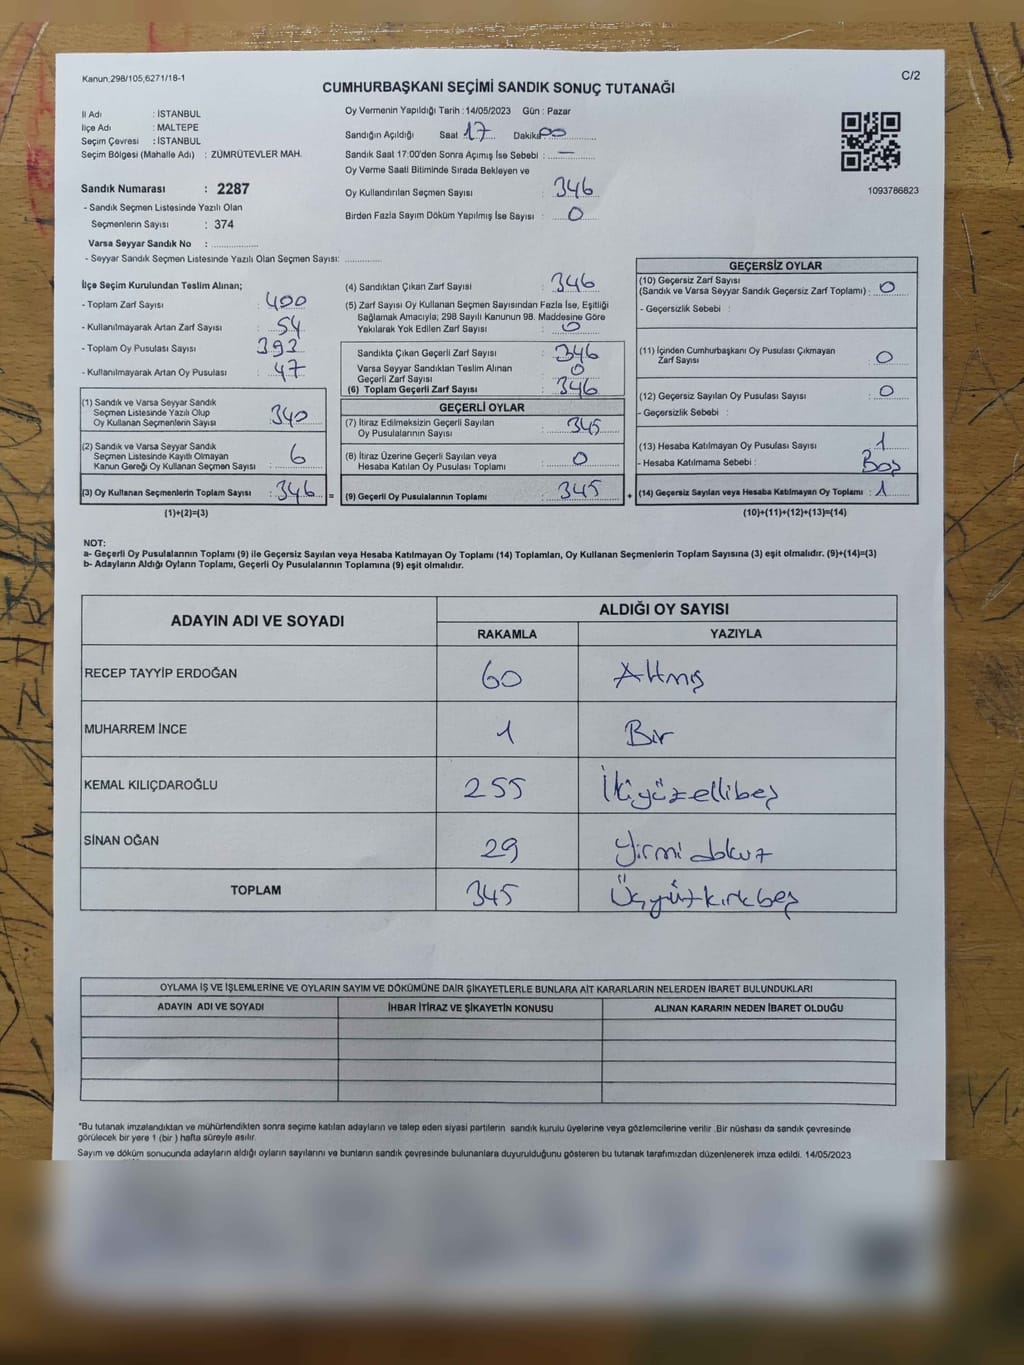 Kanun:298/105,6271/18-1
C/2
CUMHURBAŞKANI SEÇİMİ SANDIK SONUÇ TUTANAĞI
İl Adı : İSTANBUL
İlçe Adı : MALTEPE
Seçim Çevresi : İSTANBUL
Seçim Bölgesi (Mahalle Adı) : ZÜMRÜTEVLER MAH.
Sandık Numarası : 2287
- Sandık Seçmen Listesinde Yazılı Olan
Seçmenlerin Sayısı : 374
Varsa Seyyar Sandık No : ................
- Seyyar Sandık Seçmen Listesinde Yazılı Olan Seçmen Sayısı: .............
Oy Vermenin Yapıldığı Tarih : 14/05/2023 Gün : Pazar
Sandığın Açıldığı Saat 17 Dakika 00
Sandık Saat 17:00'den Sonra Açımış İse Sebebi : —
Oy Verme Saati Bitiminde Sırada Bekleyen ve
Oy Kullandırılan Seçmen Sayısı : 346
Birden Fazla Sayım Döküm Yapılmış İse Sayısı : 0
1093786823
İlçe Seçim Kurulundan Teslim Alınan;
- Toplam Zarf Sayısı : 400
- Kullanılmayarak Artan Zarf Sayısı : 54
- Toplam Oy Pusulası Sayısı : 393
- Kullanılmayarak Artan Oy Pusulası : 47
(1) Sandık ve Varsa Seyyar Sandık
Seçmen Listesinde Yazılı Olup
Oy Kullanan Seçmenlerin Sayısı : 340
(2) Sandık ve Varsa Seyyar Sandık
Seçmen Listesinde Kayıtlı Olmayan
Kanun Gereği Oy Kullanan Seçmen Sayısı : 6
(3) Oy Kullanan Seçmenlerin Toplam Sayısı : 346 =
(1)+(2)=(3)
(4) Sandıktan Çıkan Zarf Sayısı : 346
(5) Zarf Sayısı Oy Kullanan Seçmen Sayısından Fazla İse, Eşitliği
Sağlamak Amacıyla; 298 Sayılı Kanunun 98. Maddesine Göre
Yakılarak Yok Edilen Zarf Sayısı : 0
Sandıkta Çıkan Geçerli Zarf Sayısı : 346
Varsa Seyyar Sandıktan Teslim Alınan
Geçerli Zarf Sayısı : 0
(6) Toplam Geçerli Zarf Sayısı : 346
GEÇERLİ OYLAR
(7) İtiraz Edilmeksizin Geçerli Sayılan
Oy Pusulalarının Sayısı : 345
(8) İtiraz Üzerine Geçerli Sayılan veya
Hesaba Katılan Oy Pusulası Toplamı : 0
(9) Geçerli Oy Pusulalarının Toplamı : 345 +
GEÇERSİZ OYLAR
(10) Geçersiz Zarf Sayısı
(Sandık ve Varsa Seyyar Sandık Geçersiz Zarf Toplamı) : 0
- Geçersizlik Sebebi :
(11) İçinden Cumhurbaşkanı Oy Pusulası Çıkmayan
Zarf Sayısı : 0
(12) Geçersiz Sayılan Oy Pusulası Sayısı : 0
- Geçersizlik Sebebi :
(13) Hesaba Katılmayan Oy Pusulası Sayısı : 1
- Hesaba Katılmama Sebebi : Boş
(14) Geçersiz Sayılan veya Hesaba Katılmayan Oy Toplamı : 1
(10)+(11)+(12)+(13)=(14)
NOT:
a- Geçerli Oy Pusulalarının Toplamı (9) ile Geçersiz Sayılan veya Hesaba Katılmayan Oy Toplamı (14) Toplamları, Oy Kullanan Seçmenlerin Toplam Sayısına (3) eşit olmalıdır. (9)+(14)=(3)
b- Adayların Aldığı Oyların Toplamı, Geçerli Oy Pusulalarının Toplamına (9) eşit olmalıdır.
ADAYIN ADI VE SOYADI
ALDIĞI OY SAYISI
RAKAMLA YAZIYLA
RECEP TAYYİP ERDOĞAN 60 Altmış
MUHARREM İNCE 1 Bir
KEMAL KILIÇDAROĞLU 255 İkiyüzellibeş
SİNAN OĞAN 29 Yirmi dokuz
TOPLAM 345 Üçyüzkırkbeş
OYLAMA İŞ VE İŞLEMLERİNE VE OYLARIN SAYIM VE DÖKÜMÜNE DAİR ŞİKAYETLERLE BUNLARA AİT KARARLARIN NELERDEN İBARET BULUNDUKLARI
ADAYIN ADI VE SOYADI İHBAR İTİRAZ VE ŞİKAYETİN KONUSU ALINAN KARARIN NEDEN İBARET OLDUĞU
*Bu tutanak imzalandıktan ve mühürlendikten sonra seçime katılan adayların ve talep eden siyasi partilerin sandık kurulu üyelerine veya gözlemcilerine verilir .Bir nüshası da sandık çevresinde
görülecek bir yere 1 (bir ) hafta süreyle asılır.
Sayım ve döküm sonucunda adayların aldığı oyların sayılarını ve bunların sandık çevresinde bulunanlara duyurulduğunu gösteren bu tutanak tarafımızdan düzenlenerek imza edildi. 14/05/2023